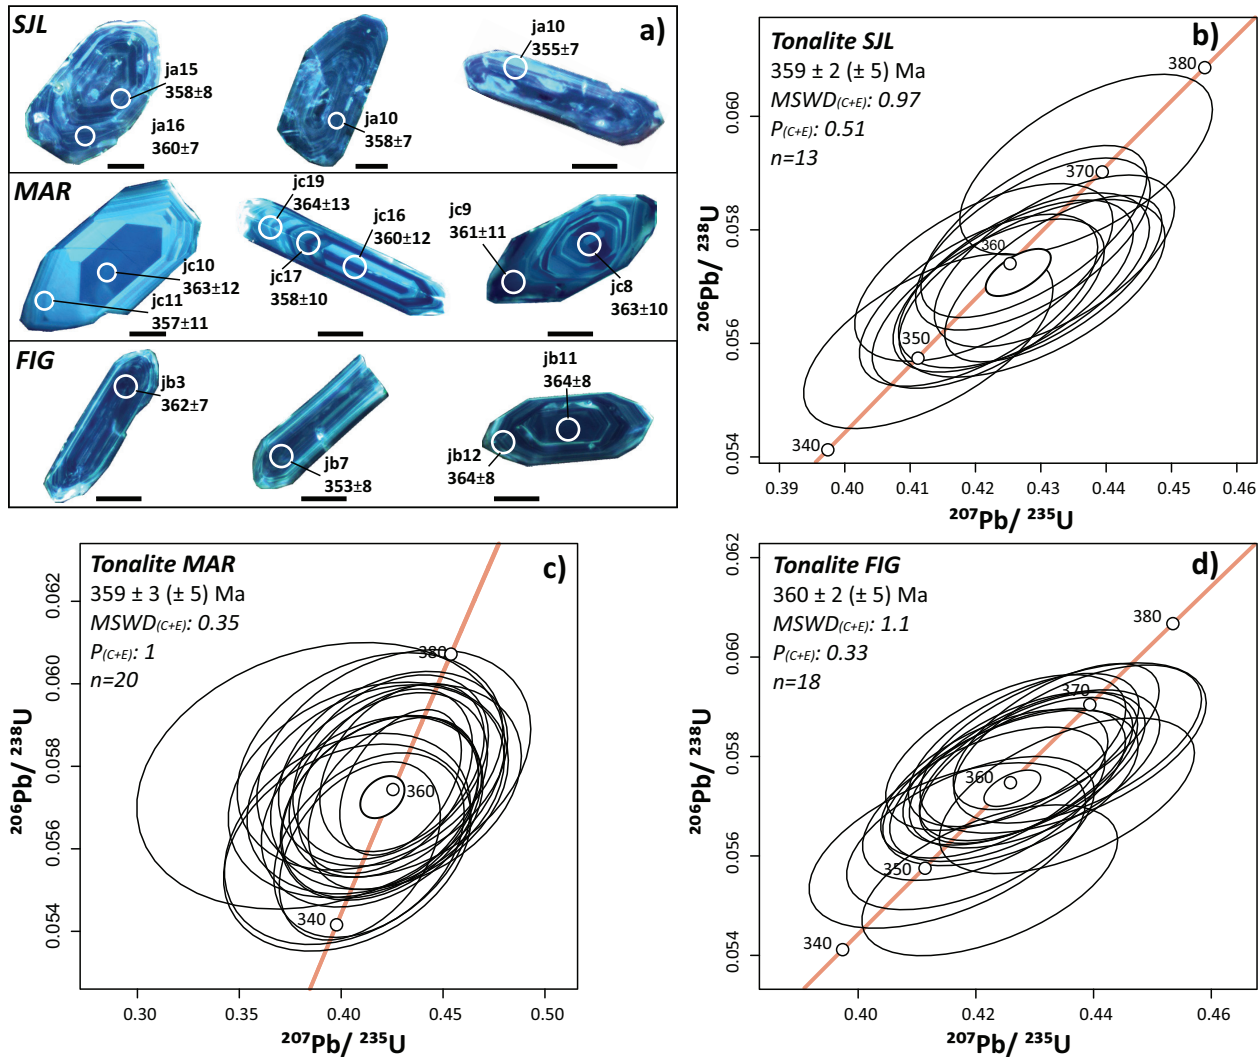 SJL
a)
ja15
358±8
ja16
360±7
ja10
358±7
ja10
355±7
MAR
jc10
363±12
jc11
357±11
jc19
364±13
jc16
360±12
jc17
358±10
jc9
361±11
jc8
363±10
FIG
jb3
362±7
jb7
353±8
jb11
364±8
jb12
364±8
b)
Tonalite SJL
359 ± 2 (± 5) Ma
MSWD(C+E): 0.97
P(C+E): 0.51
n=13
380
370
360
350
340
0.060
0.058
0.056
0.054
²⁰⁶Pb/ ²³⁸U
0.39 0.40 0.41 0.42 0.43 0.44 0.45 0.46
²⁰⁷Pb/ ²³⁵U
c)
Tonalite MAR
359 ± 3 (± 5) Ma
MSWD(C+E): 0.35
P(C+E): 1
n=20
380
360
340
0.062
0.060
0.058
0.056
0.054
²⁰⁶Pb/ ²³⁸U
0.30 0.35 0.40 0.45 0.50
²⁰⁷Pb/ ²³⁵U
d)
Tonalite FIG
360 ± 2 (± 5) Ma
MSWD(C+E): 1.1
P(C+E): 0.33
n=18
380
370
360
350
340
0.062
0.060
0.058
0.056
0.054
²⁰⁶Pb/ ²³⁸U
0.40 0.42 0.44 0.46
²⁰⁷Pb/ ²³⁵U